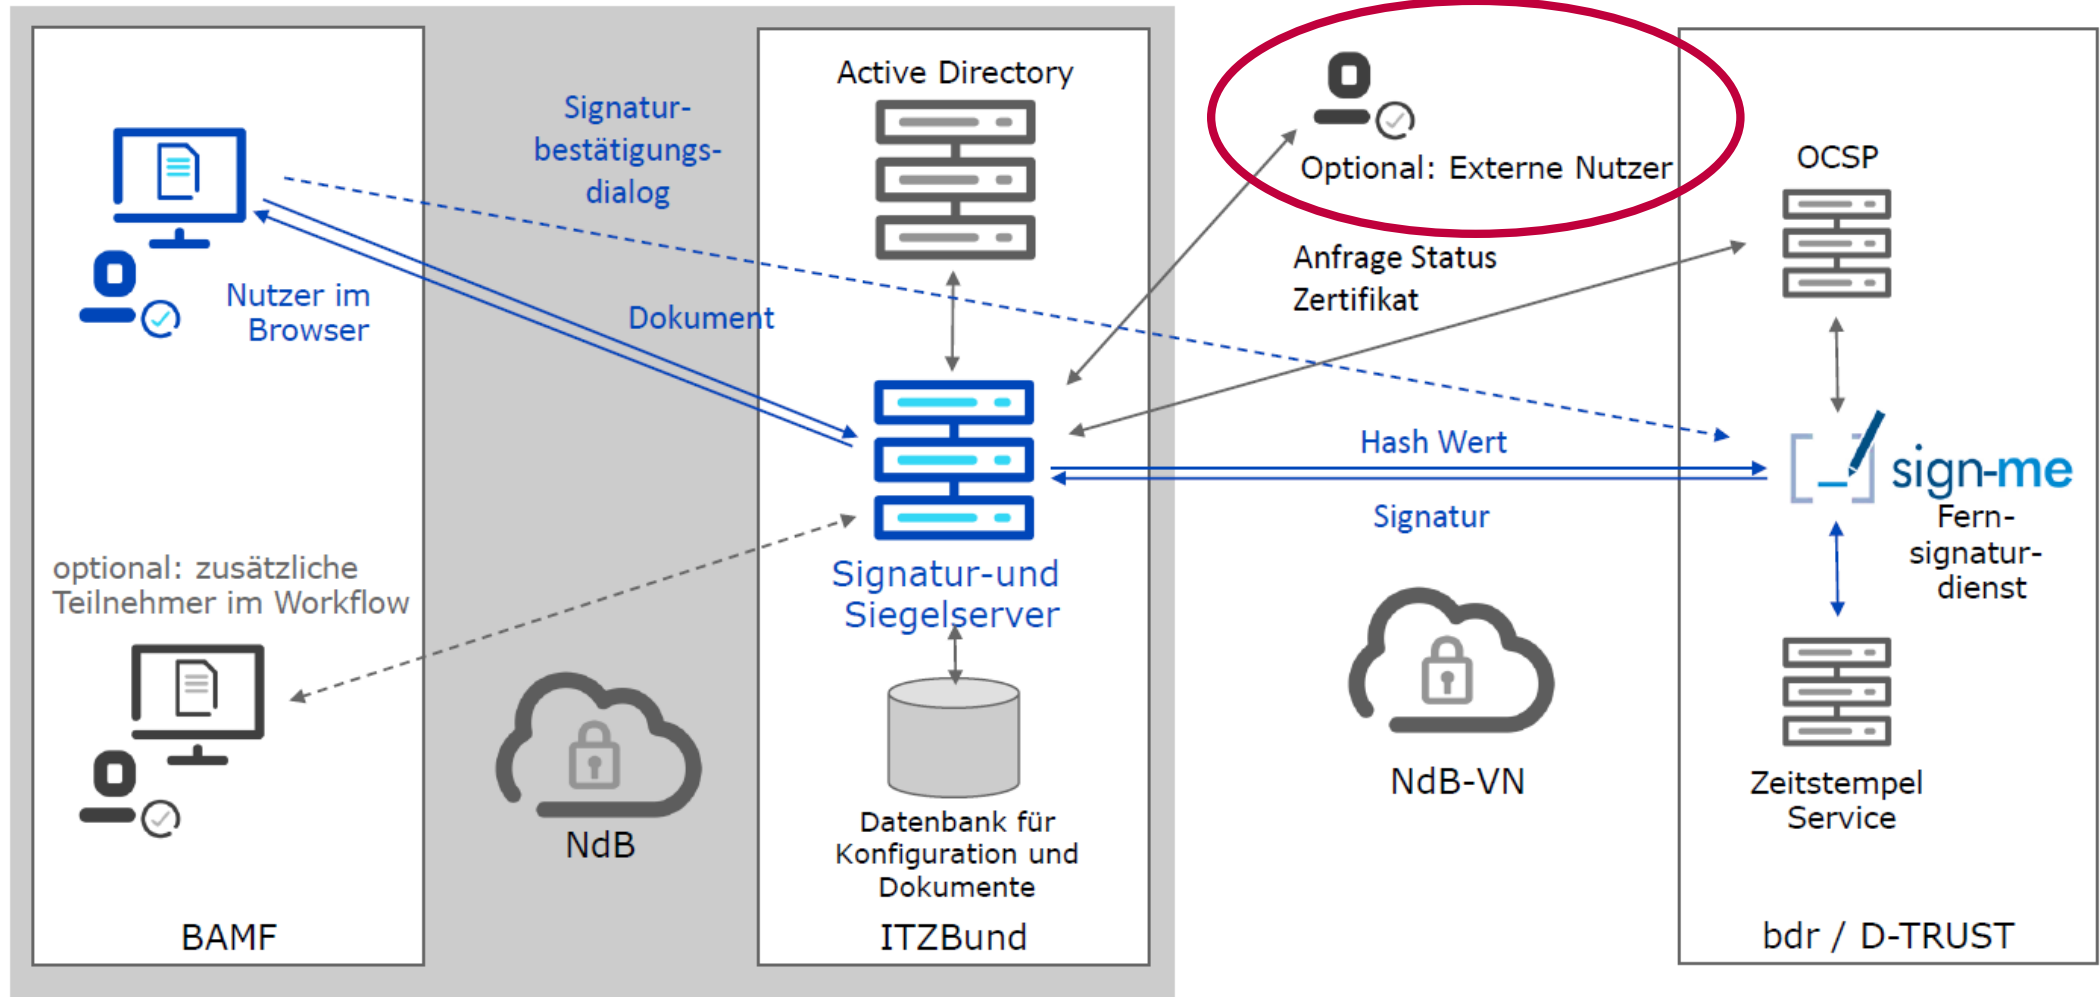 Active Directory
Signatur-
bestätigungs-
dialog
Optional: Externe Nutzer
OCSP
Anfrage Status
Zertifikat
Nutzer im
Browser
Dokument
Hash Wert
sign-me
Signatur
Fern-
signatur-
dienst
optional: zusätzliche
Teilnehmer im Workflow
Signatur-und
Siegelserver
NdB
NdB-VN
Zeitstempel
Service
Datenbank für
Konfiguration und
Dokumente
BAMF
ITZBund
bdr / D-TRUST